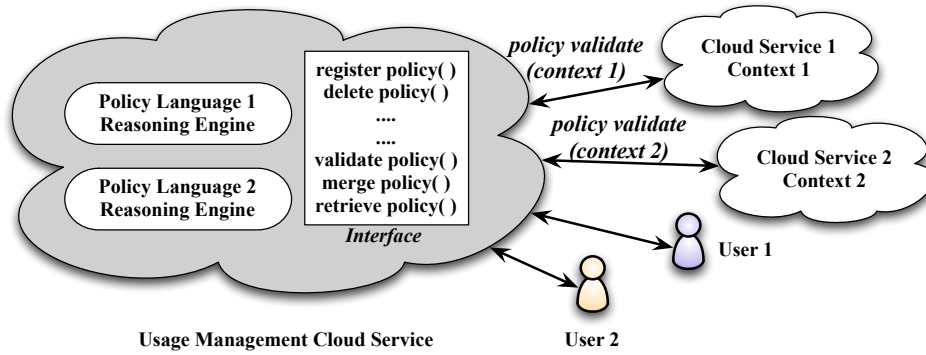 Policy Language 1
Reasoning Engine
Policy Language 2
Reasoning Engine
register policy( )
delete policy( )
....
....
validate policy( )
merge policy( )
retrieve policy( )
Interface
policy validate
(context 1)
Cloud Service 1
Context 1
policy validate
(context 2)
Cloud Service 2
Context 2
User 1
User 2
Usage Management Cloud Service